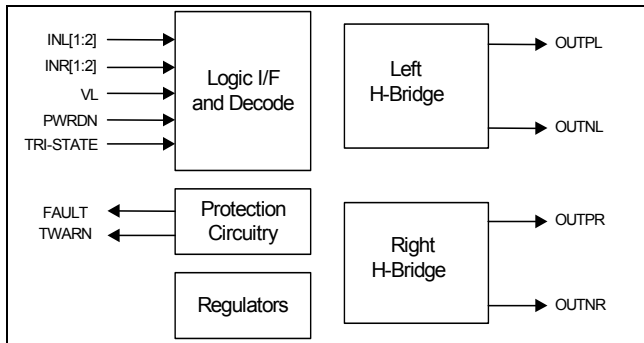 INL[1:2]
INR[1:2]
VL
PWRDN
TRI-STATE
Logic I/F
and Decode
Left
H-Bridge
OUTPL
OUTNL
FAULT
TWARN
Protection
Circuitry
Regulators
Right
H-Bridge
OUTPR
OUTNR